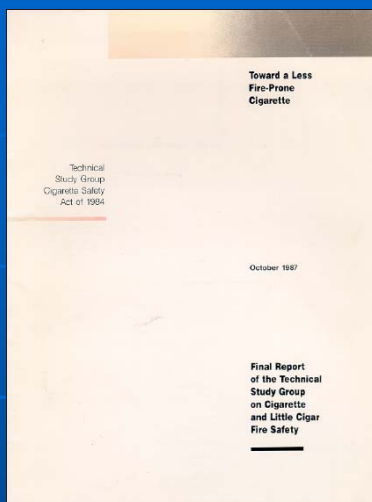 Toward a Less
Fire-Prone
Cigarette
Technical
Study Group
Cigarette Safety
Act of 1984
October 1987
Final Report
of the Technical
Study Group
on Cigarette
and Little Cigar
Fire Safety